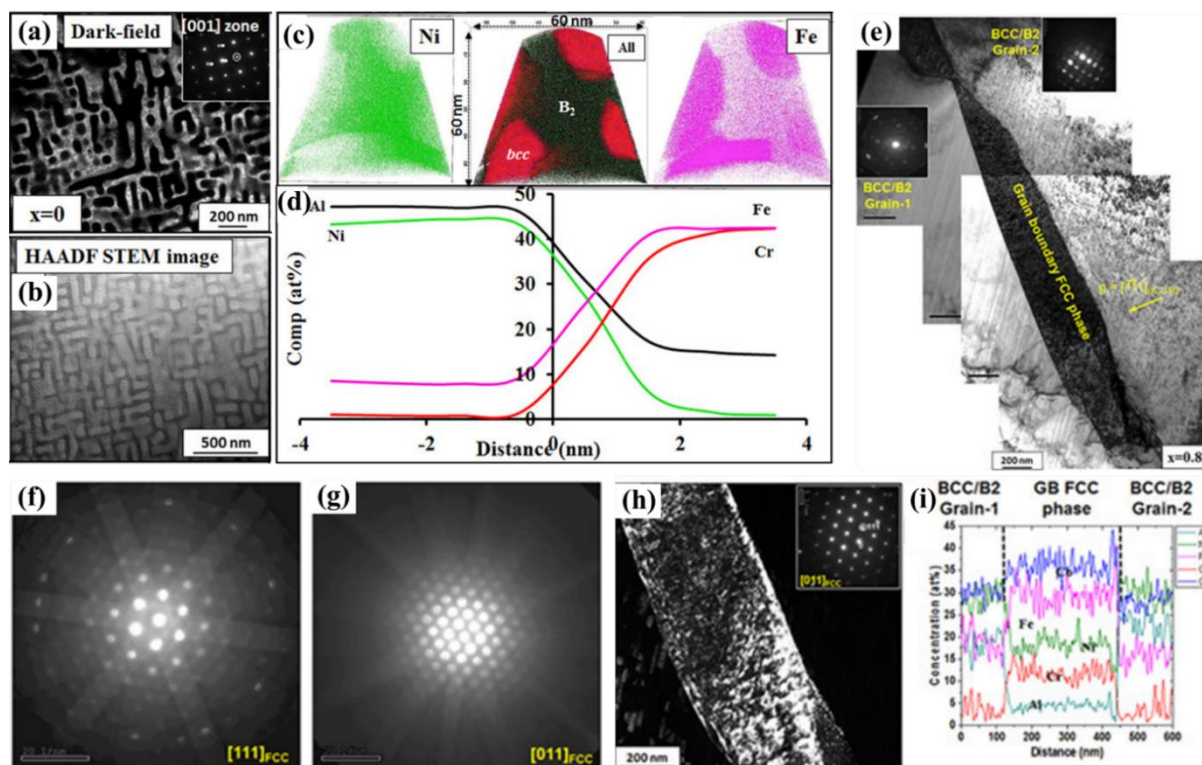 (a)
Dark-field
[001] zone
x=0
200 nm
HAADF STEM image
(b)
500 nm
(c)
Ni
60 nm
All
Fe
60 nm
B2
bcc
(d)
50
40
30
20
10
0
Comp (at%)
Al
Ni
Fe
Cr
-4
-2
0
2
4
Distance (nm)
(e)
BCC/B2
Grain-2
BCC/B2
Grain-1
Grain boundary FCC phase
200 nm
x=0.8
(f)
[111]FCC
(g)
[011]FCC
(h)
[011]FCC
200 nm
BCC/B2
Grain-1
GB FCC
phase
BCC/B2
Grain-2
(i)
45
40
35
30
25
20
15
10
5
0
Concentration (at%)
Co
Fe
Ni
Cr
Al
0 100 200 300 400 500 600
Distance (nm)